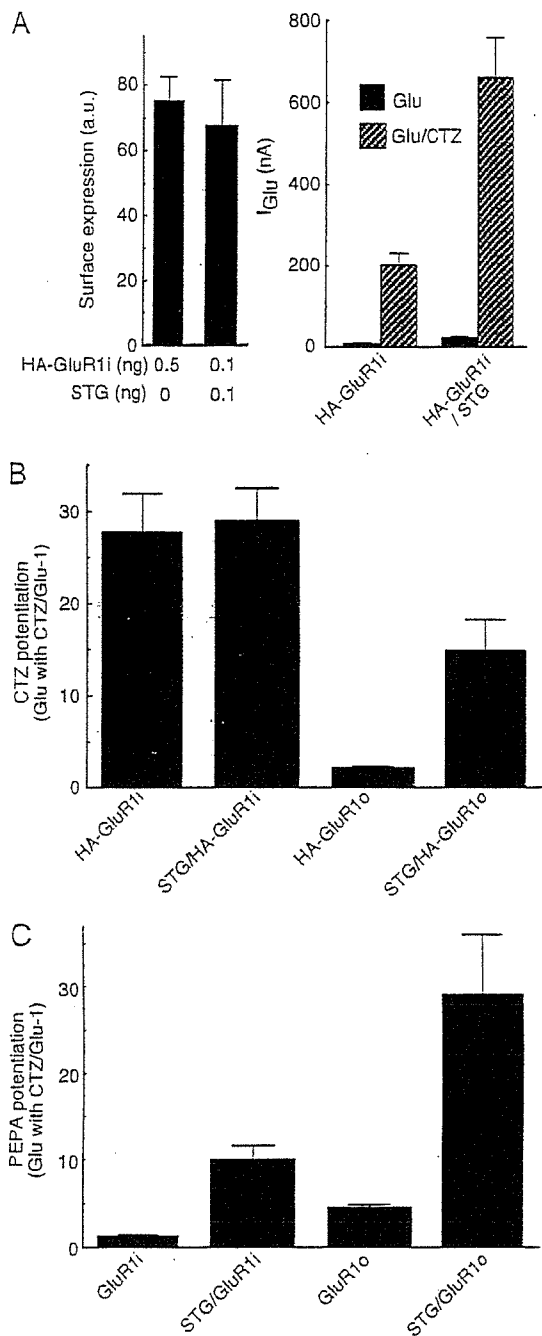 A
Surface expression (a.u.)
80
60
40
20
0
HA-GluR1i (ng) 0.5 0.1
STG (ng) 0 0.1
IGlu (nA)
800
600
400
200
0
Glu
Glu/CTZ
HA-GluR1i
HA-GluR1i
/ STG
B
CTZ potentiation
(Glu with CTZ/Glu-1)
30
20
10
0
HA-GluR1i
STG/HA-GluR1i
HA-GluR1o
STG/HA-GluR1o
C
PEPA potentiation
(Glu with CTZ/Glu-1)
30
20
10
0
GluR1i
STG/GluR1i
GluR1o
STG/GluR1o